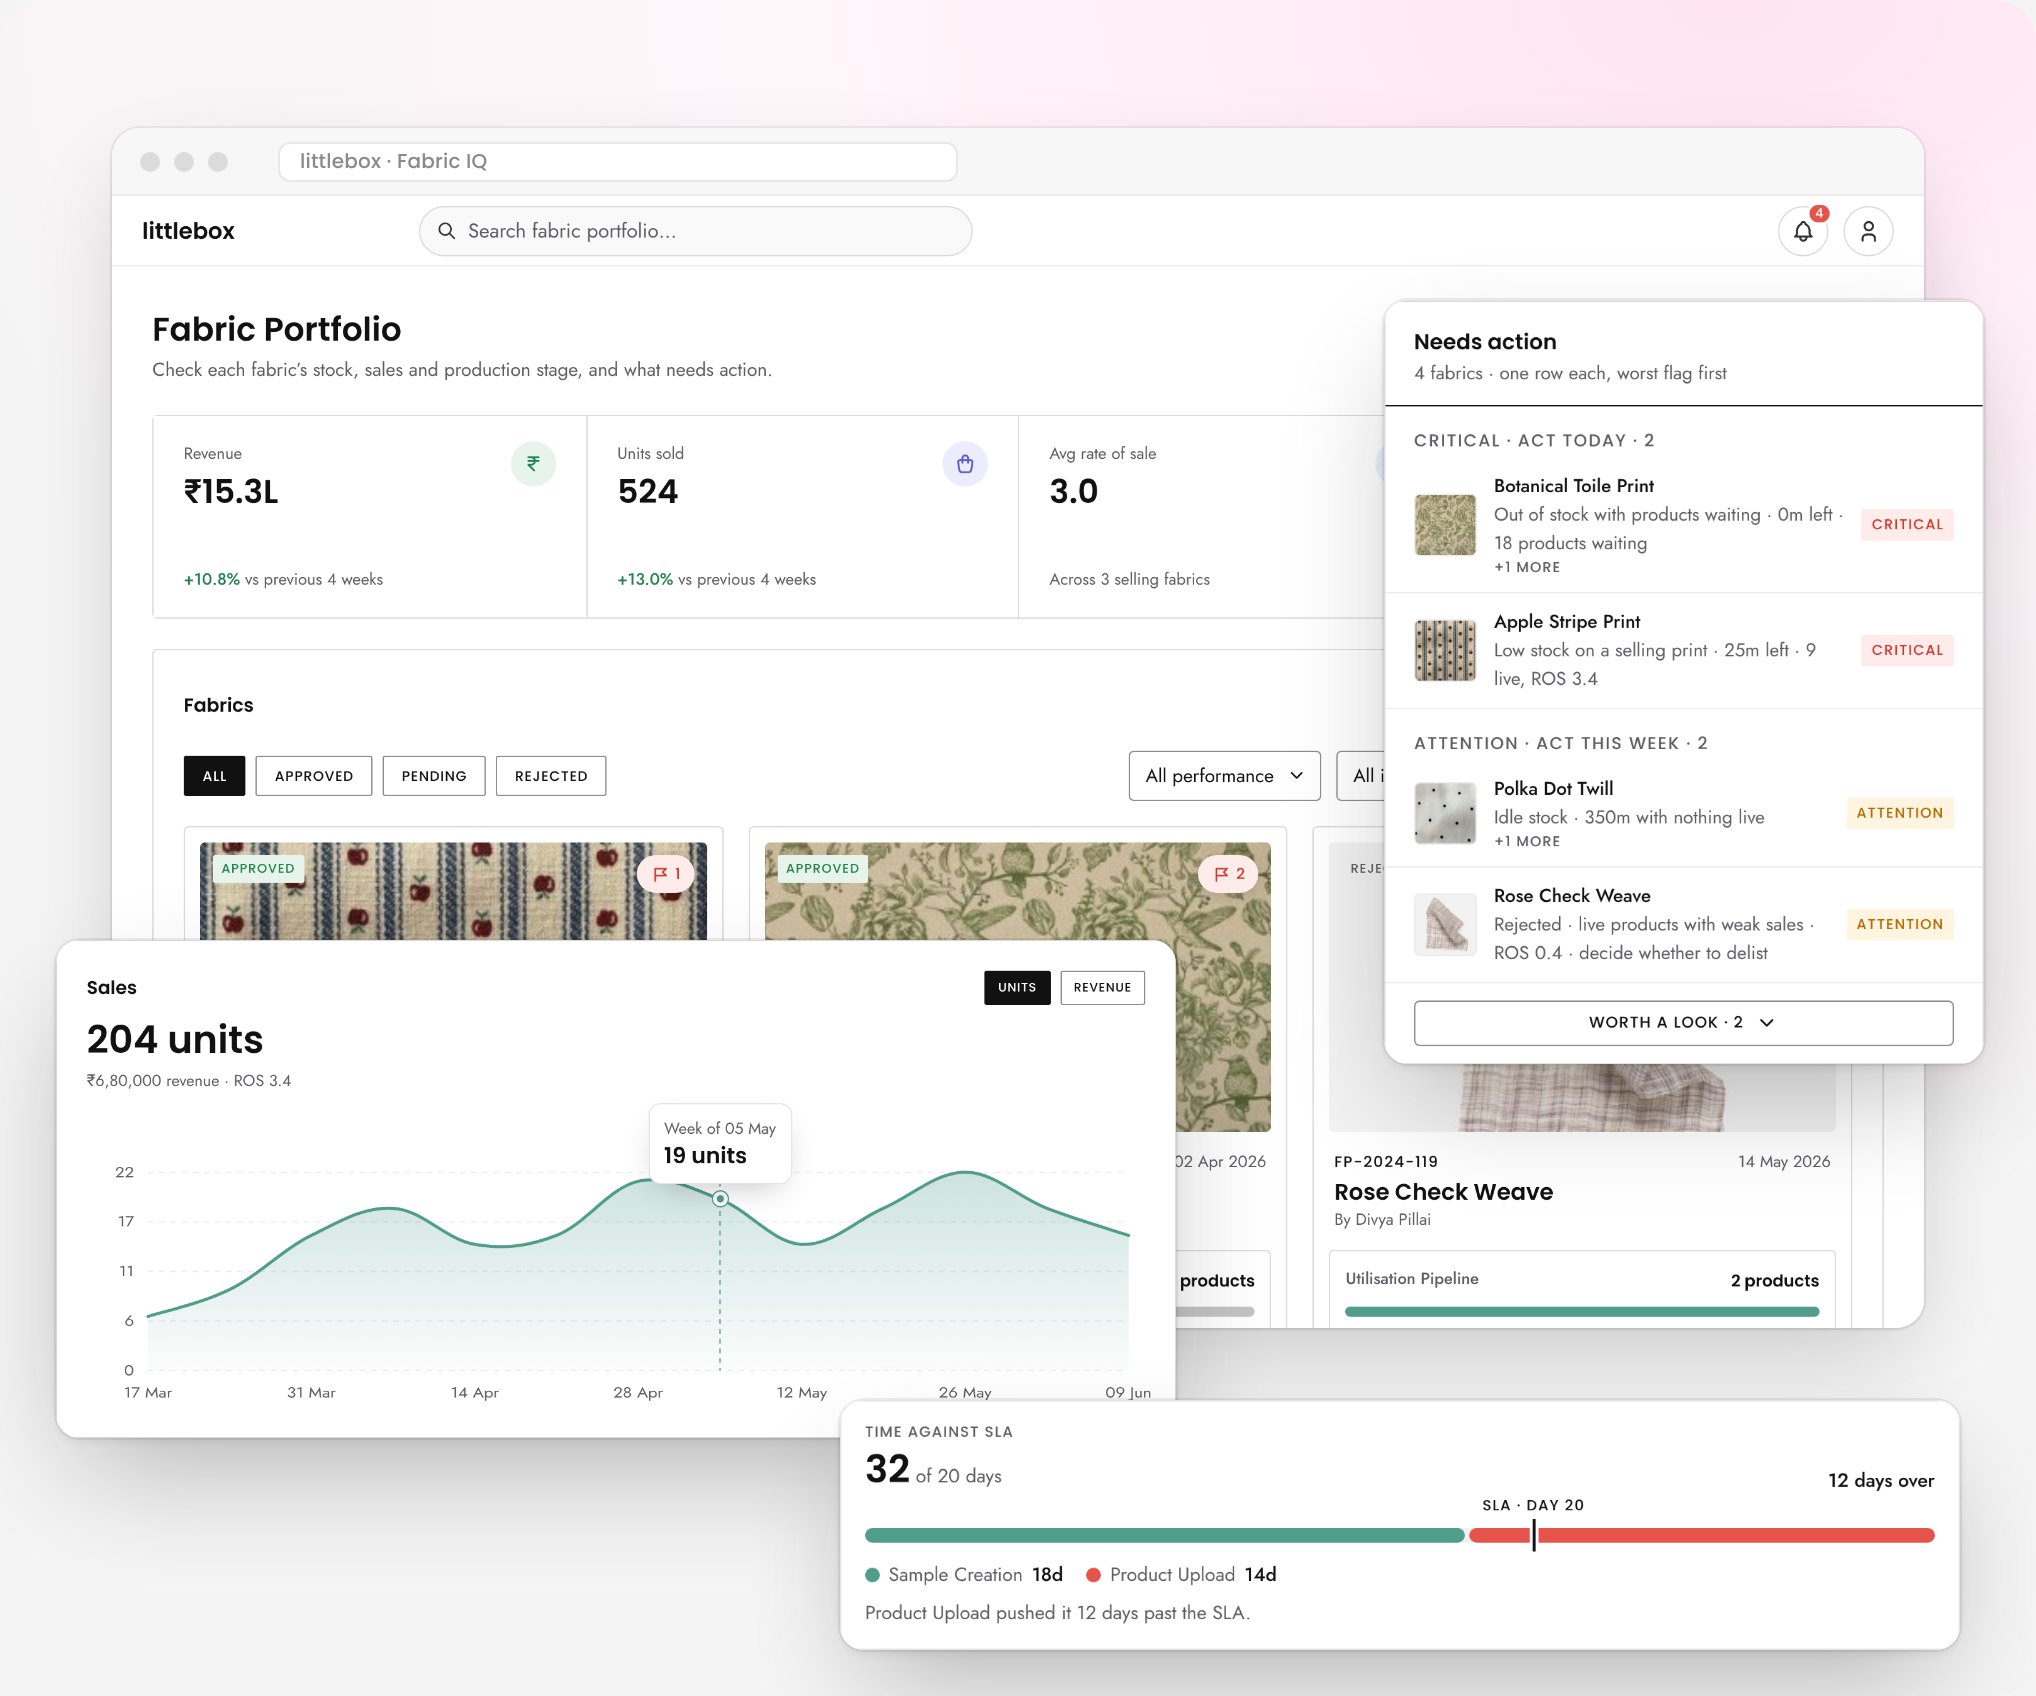 littlebox · Fabric IQ
littlebox
Search fabric portfolio...
4
Fabric Portfolio
Check each fabric's stock, sales and production stage, and what needs action.
Revenue
₹15.3L
+10.8% vs previous 4 weeks
Units sold
524
+13.0% vs previous 4 weeks
Avg rate of sale
3.0
Across 3 selling fabrics
Fabrics
ALL
APPROVED
PENDING
REJECTED
All performance
All i
APPROVED
1
APPROVED
2
REJE
02 Apr 2026
products
FP-2024-119
14 May 2026
Rose Check Weave
By Divya Pillai
Utilisation Pipeline
2 products
Needs action
4 fabrics · one row each, worst flag first
CRITICAL · ACT TODAY · 2
Botanical Toile Print
Out of stock with products waiting · 0m left ·
18 products waiting
+1 MORE
CRITICAL
Apple Stripe Print
Low stock on a selling print · 25m left · 9
live, ROS 3.4
CRITICAL
ATTENTION · ACT THIS WEEK · 2
Polka Dot Twill
Idle stock · 350m with nothing live
+1 MORE
ATTENTION
Rose Check Weave
Rejected · live products with weak sales ·
ROS 0.4 · decide whether to delist
ATTENTION
WORTH A LOOK · 2
Sales
UNITS
REVENUE
204 units
₹6,80,000 revenue · ROS 3.4
Week of 05 May
19 units
22
17
11
6
0
17 Mar
31 Mar
14 Apr
28 Apr
12 May
26 May
09 Jun
TIME AGAINST SLA
32 of 20 days
12 days over
SLA · DAY 20
Sample Creation 18d
Product Upload 14d
Product Upload pushed it 12 days past the SLA.